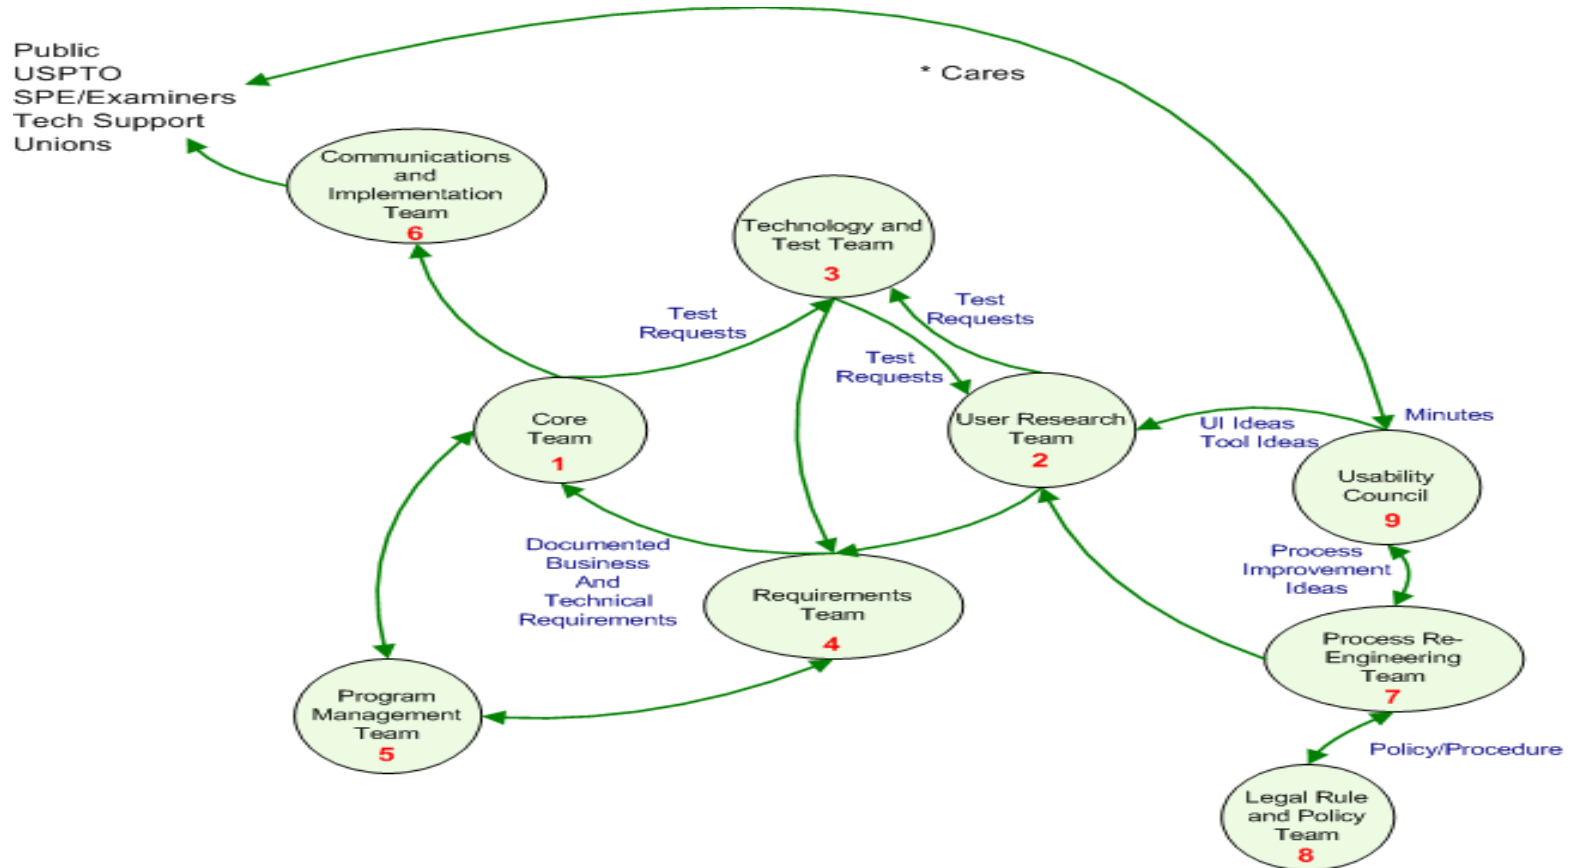 Public
USPTO
SPE/Examiners
Tech Support
Unions
* Cares
Communications
and
Implementation
Team
6
Technology and
Test Team
3
Test
Requests
Test
Requests
Test
Requests
Core
Team
1
User Research
Team
2
UI Ideas
Tool Ideas
Minutes
Usability
Council
9
Documented
Business
And
Technical
Requirements
Requirements
Team
4
Process
Improvement
Ideas
Process Re-
Engineering
Team
7
Program
Management
Team
5
Policy/Procedure
Legal Rule
and Policy
Team
8